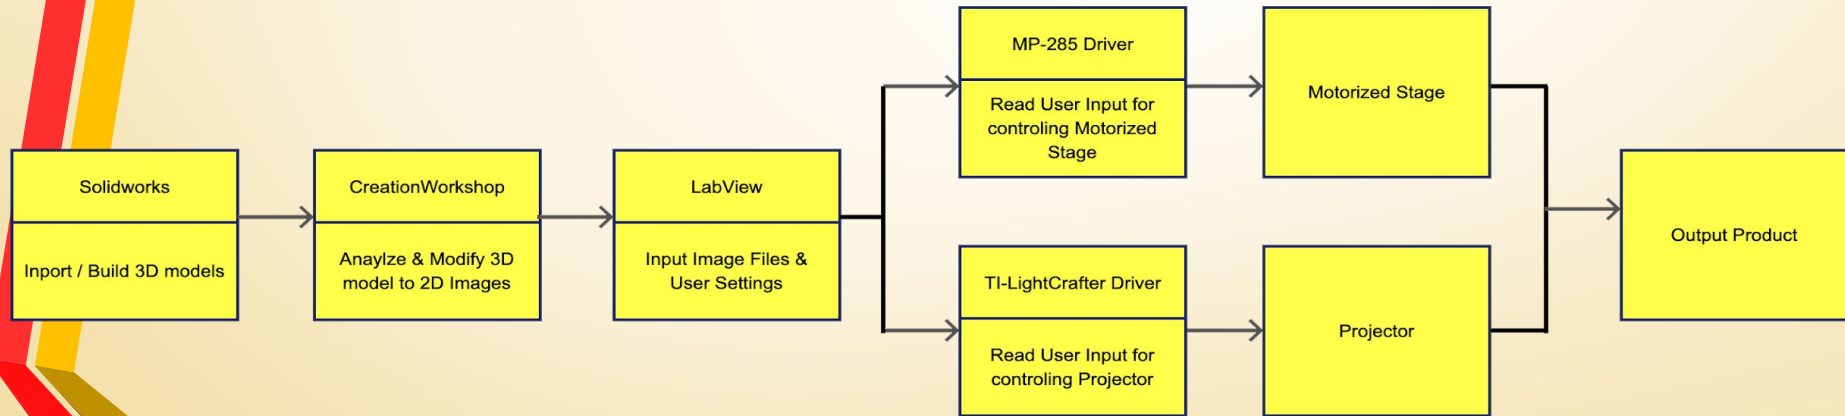 Solidworks
Inport / Build 3D models
CreationWorkshop
Anaylze & Modify 3D
model to 2D Images
LabView
Input Image Files &
User Settings
MP-285 Driver
Read User Input for
controling Motorized
Stage
Motorized Stage
TI-LightCrafter Driver
Read User Input for
controling Projector
Projector
Output Product